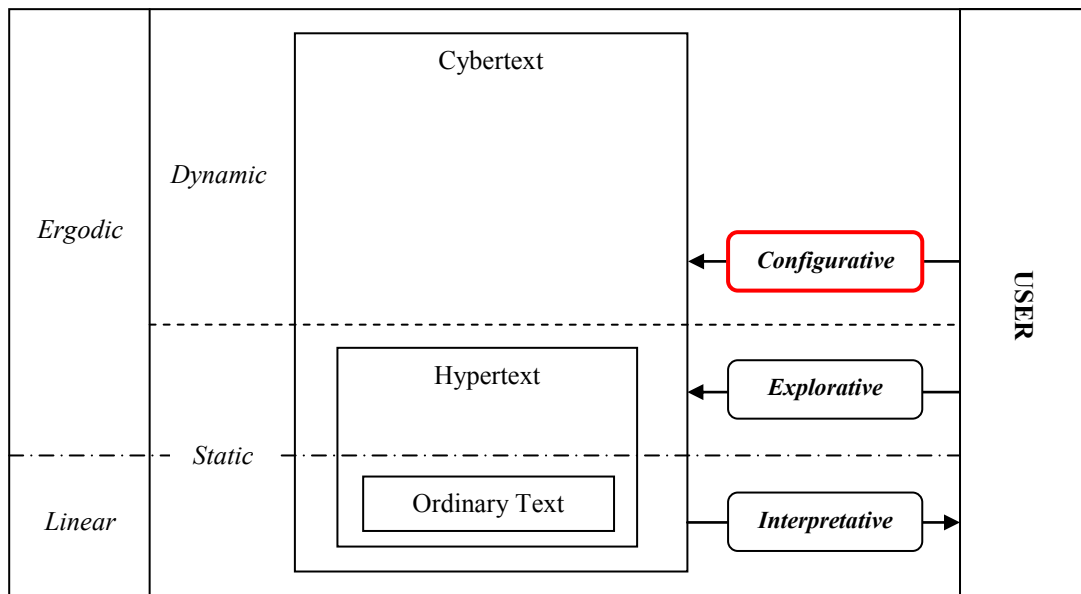 Cybertext
Dynamic
Ergodic
Configurative
USER
Hypertext
Explorative
Static
Ordinary Text
Linear
Interpretative